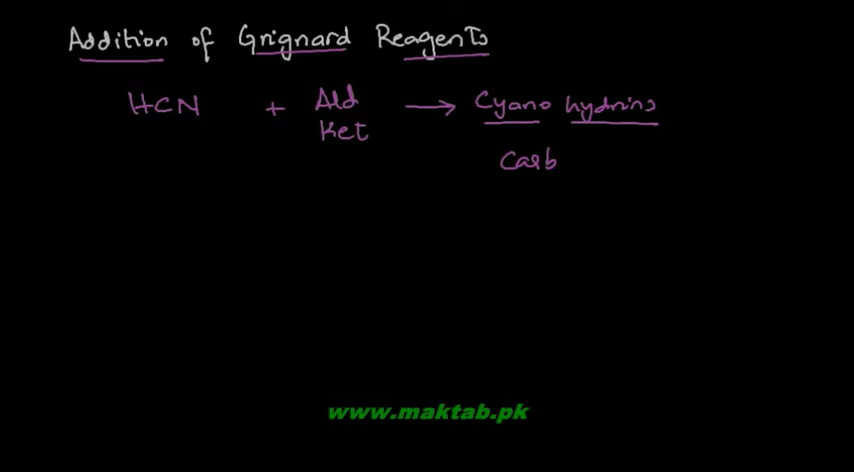 Addition of Grignard Reagents
HCN + Ald → Cyano hydrins
Ket
Carb
www.maktab.pk